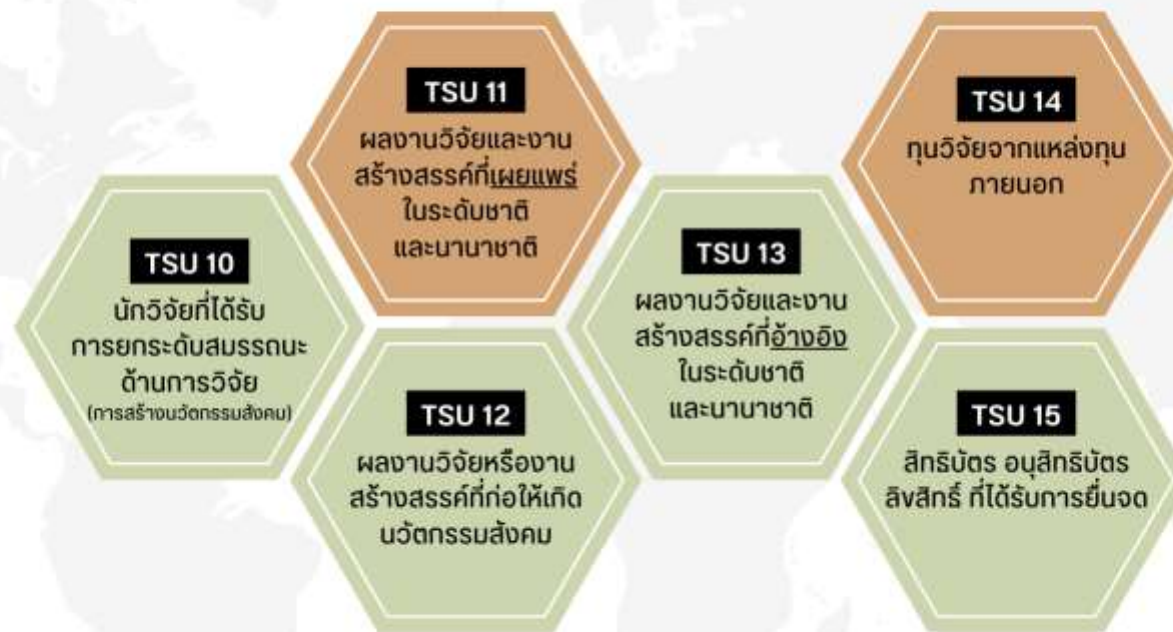 TSU 10
นักวิจัยที่ได้รับ
การยกระดับสมรรถนะ
ด้านการวิจัย
(การสร้างนวัตกรรมสังคม)
TSU 11
ผลงานวิจัยและงาน
สร้างสรรค์ที่เผยแพร่
ในระดับชาติ
และนานาชาติ
TSU 12
ผลงานวิจัยหรืองาน
สร้างสรรค์ที่ก่อให้เกิด
นวัตกรรมสังคม
TSU 13
ผลงานวิจัยและงาน
สร้างสรรค์ที่อ้างอิง
ในระดับชาติ
และนานาชาติ
TSU 14
ทุนวิจัยจากแหล่งทุน
ภายนอก
TSU 15
สิทธิบัตร อนุสิทธิบัตร
ลิขสิทธิ์ ที่ได้รับการยื่นจด